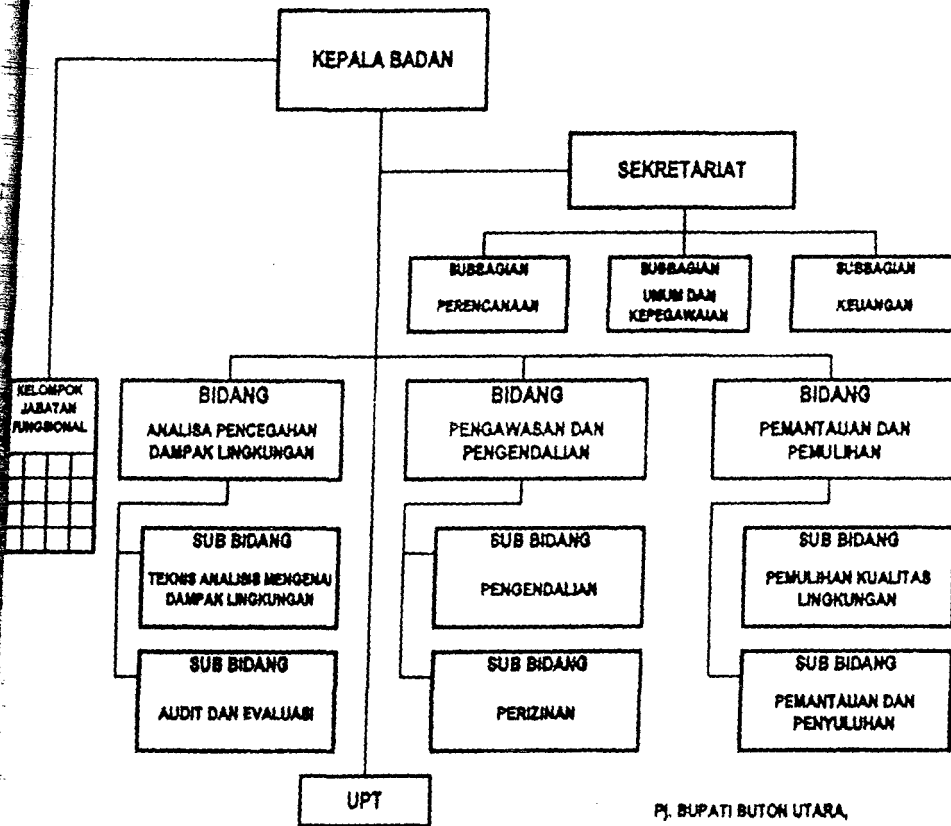 KEPALA BADAN
SEKRETARIAT
SUBBAGIAN
PERENCANAAN
SUBBAGIAN
UMUM DAN
KEPEGAWAIAN
SUBBAGIAN
KEUANGAN
KELOMPOK
JABATAN
FUNGSIONAL
BIDANG
ANALISA PENCEGAHAN
DAMPAK LINGKUNGAN
BIDANG
PENGAWASAN DAN
PENGENDALIAN
BIDANG
PEMANTAUAN DAN
PEMULIHAN
SUB BIDANG
TEKNIS ANALISIS MENGENAI
DAMPAK LINGKUNGAN
SUB BIDANG
PENGENDALIAN
SUB BIDANG
PEMULIHAN KUALITAS
LINGKUNGAN
SUB BIDANG
AUDIT DAN EVALUASI
SUB BIDANG
PERIZINAN
SUB BIDANG
PEMANTAUAN DAN
PENYULUHAN
UPT
Pj. BUPATI BUTON UTARA,